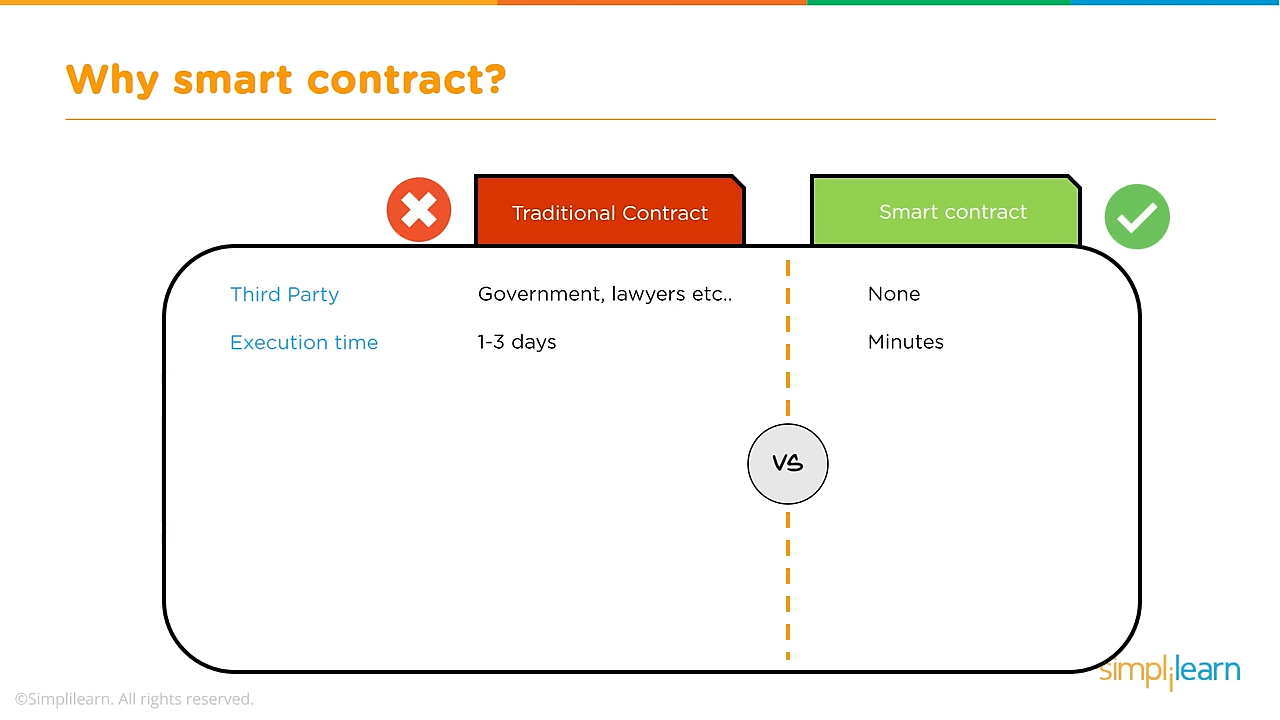 Why smart contract?
Traditional Contract
Smart contract
Third Party
Government, lawyers etc..
None
Execution time
1-3 days
Minutes
VS
simplilearn
©Simplilearn. All rights reserved.